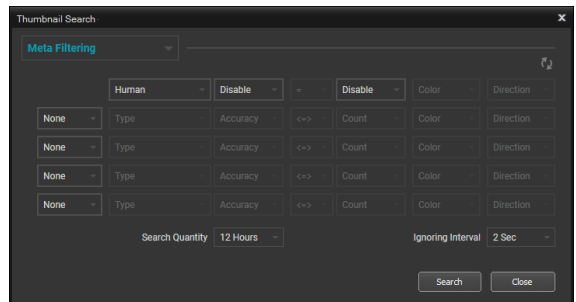 Thumbnail Search
x
Meta Filtering
Human Disable = Disable Color Direction
None Type Accuracy <=> Count Color Direction
None Type Accuracy <=> Count Color Direction
None Type Accuracy <=> Count Color Direction
None Type Accuracy <=> Count Color Direction
Search Quantity 12 Hours Ignoring Interval 2 Sec
Search Close